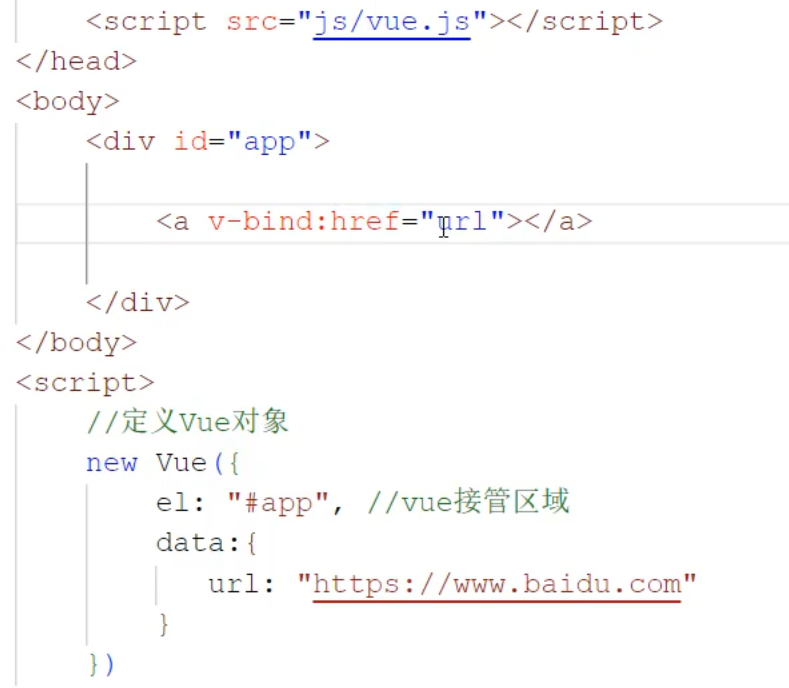 <script src="js/vue.js"></script>
</head>
<body>
<div id="app">
<a v-bind:href="url"></a>
</div>
</body>
<script>
//定义Vue对象
new Vue({
el: "#app", //vue接管区域
data:{
url: "https://www.baidu.com"
}
})